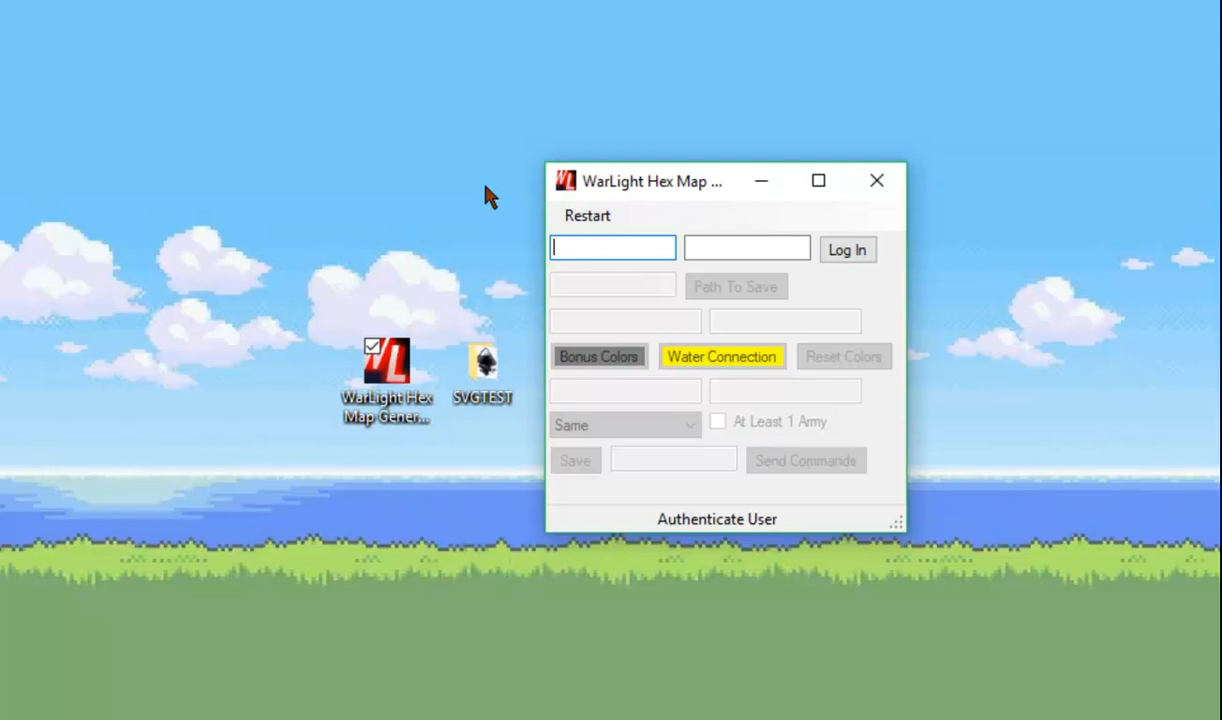 WarLight Hex Map ...
Restart
Log In
Path To Save
Bonus Colors
Water Connection
Reset Colors
WarLight Hex
Map Gener...
SVGTEST
Same
At Least 1 Army
Save
Send Commands
Authenticate User